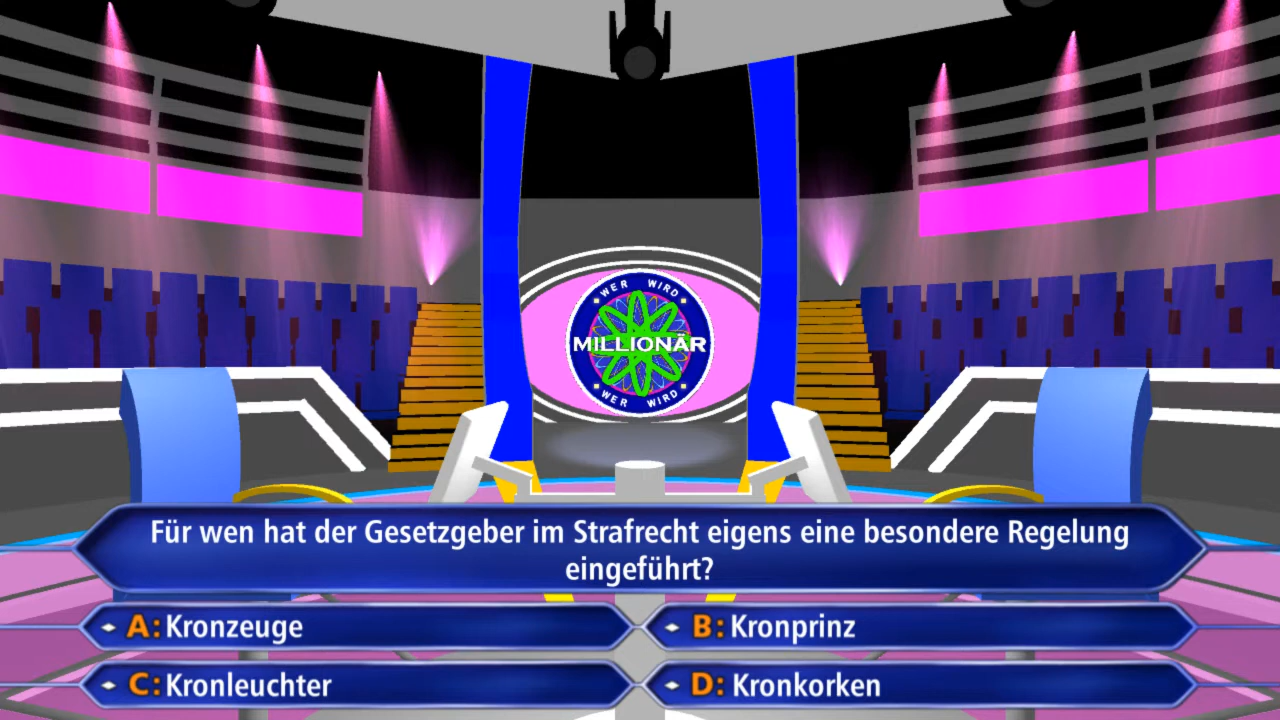 WER WIRD
MILLIONÄR
WER WIRD
Für wen hat der Gesetzgeber im Strafrecht eigens eine besondere Regelung
eingeführt?
A: Kronzeuge
B: Kronprinz
C: Kronleuchter
D: Kronkorken